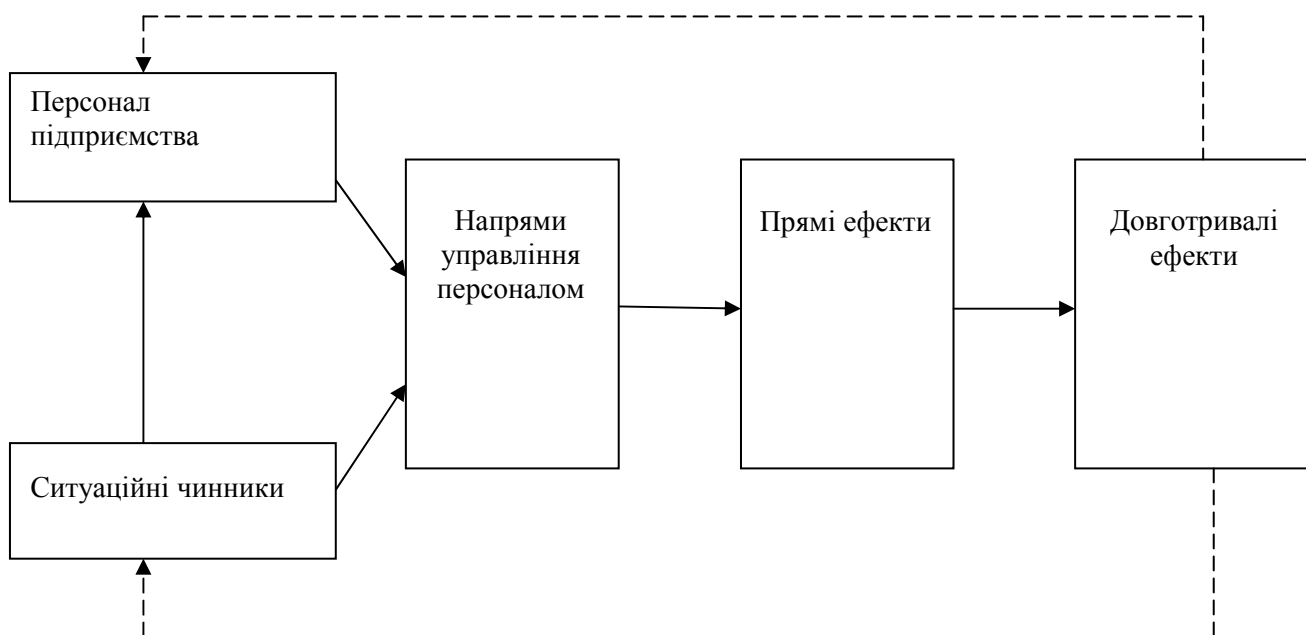 Персонал
підприємства
Напрями
управління
персоналом
Прямі ефекти
Довготривалі
ефекти
Ситуаційні чинники